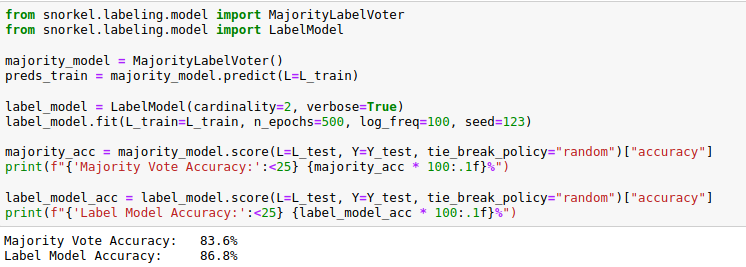 from snorkel.labeling.model import MajorityLabelVoter
from snorkel.labeling.model import LabelModel
majority_model = MajorityLabelVoter()
preds_train = majority_model.predict(L=L_train)
label_model = LabelModel(cardinality=2, verbose=True)
label_model.fit(L_train=L_train, n_epochs=500, log_freq=100, seed=123)
majority_acc = majority_model.score(L=L_test, Y=Y_test, tie_break_policy="random")["accuracy"]
print(f"{'Majority Vote Accuracy:':<25} {majority_acc * 100:.1f}%")
label_model_acc = label_model.score(L=L_test, Y=Y_test, tie_break_policy="random")["accuracy"]
print(f"{'Label Model Accuracy:':<25} {label_model_acc * 100:.1f}%")
Majority Vote Accuracy:   83.6%
Label Model Accuracy:     86.8%